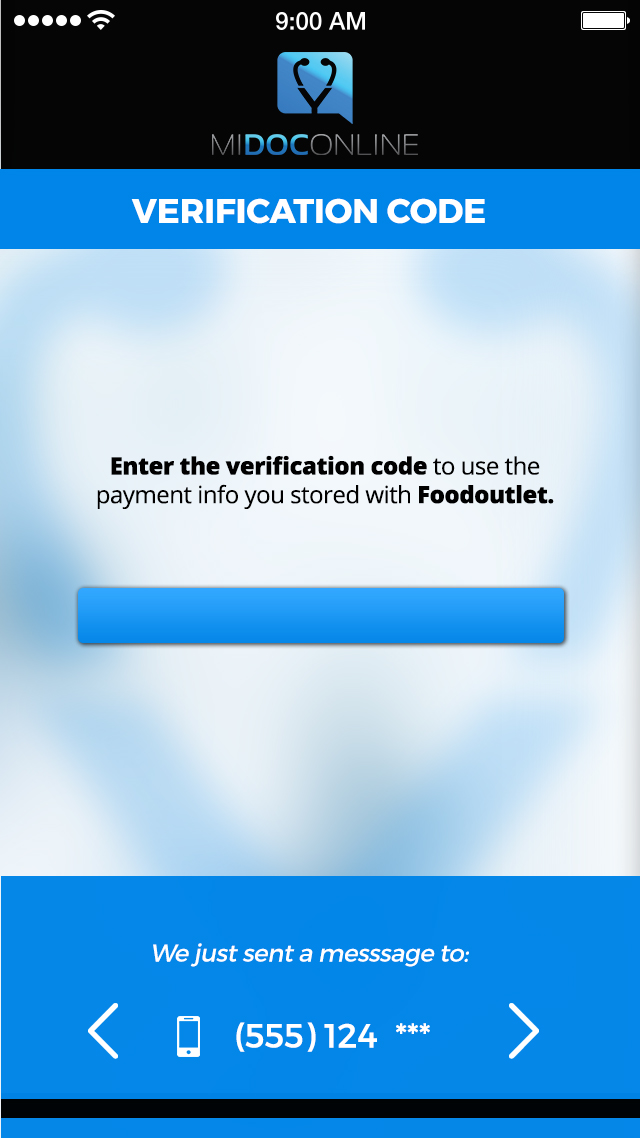 9:00 AM
MIDOCONLINE
VERIFICATION CODE
Enter the verification code to use the
payment info you stored with Foodoutlet.
We just sent a messsage to:
(555) 124 ***